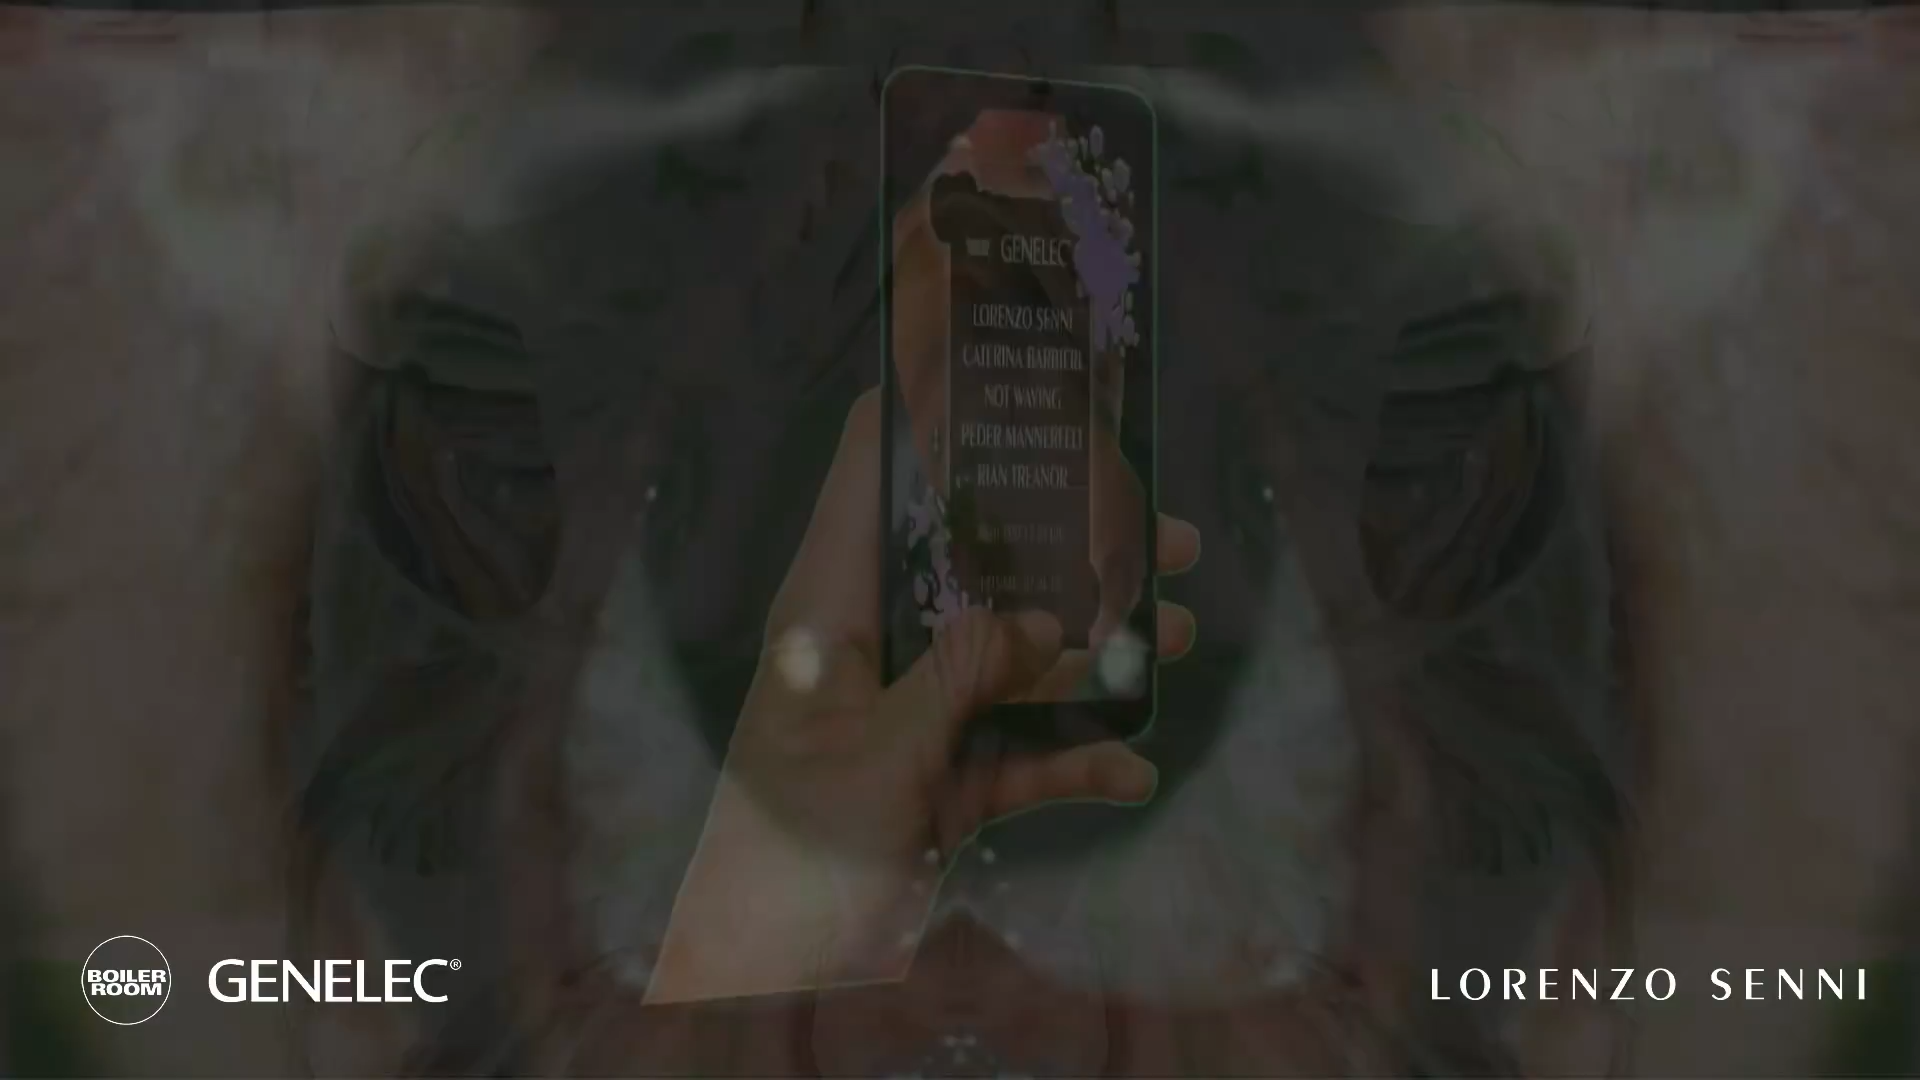 GENELEC
LORENZO SENNI
CATERINA BARBIERI
NOT WAVING
PEDER MANNERFELT
RIAN TREANOR
BOILER
ROOM
GENELEC®
LORENZO SENNI